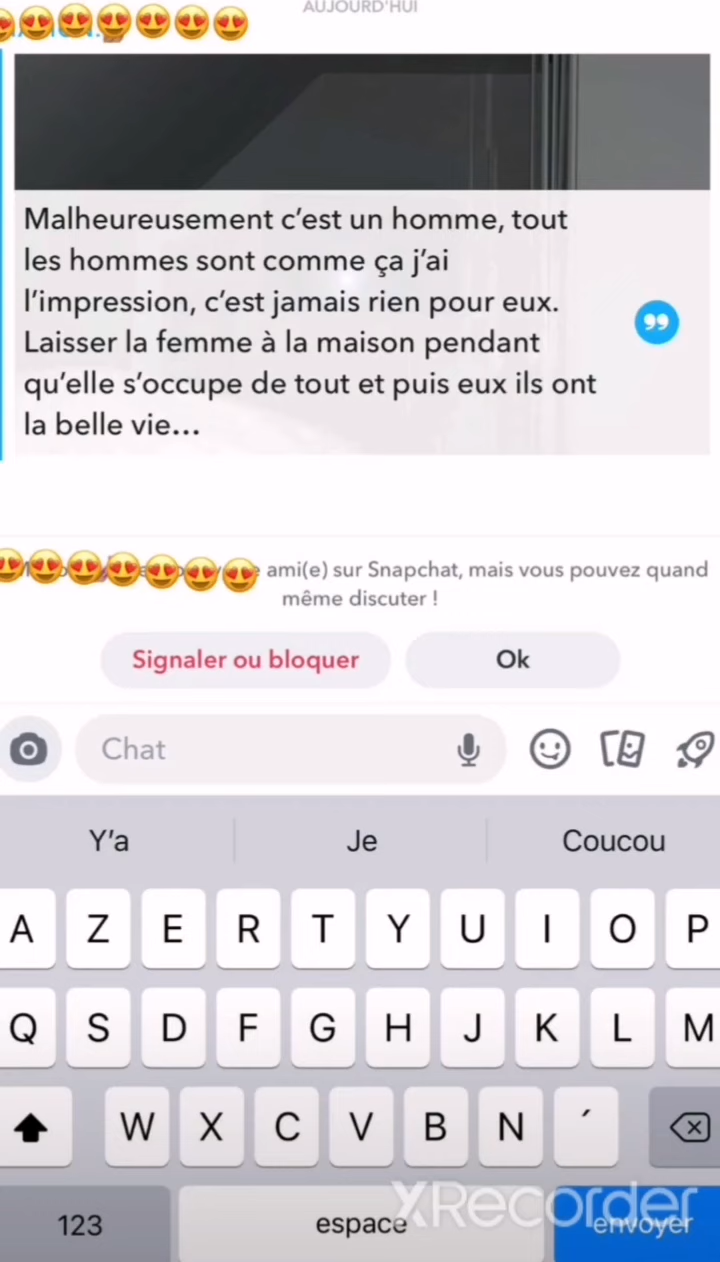 AUJOURD'HUI
Malheureusement c’est un homme, tout
les hommes sont comme ça j’ai
l’impression, c’est jamais rien pour eux.
Laisser la femme à la maison pendant
qu’elle s’occupe de tout et puis eux ils ont
la belle vie...
ami(e) sur Snapchat, mais vous pouvez quand
même discuter !
Signaler ou bloquer Ok
Chat
Y’a Je Coucou
A Z E R T Y U I O P
Q S D F G H J K L M
W X C V B N ´
123 espace envoyer
XRecorder